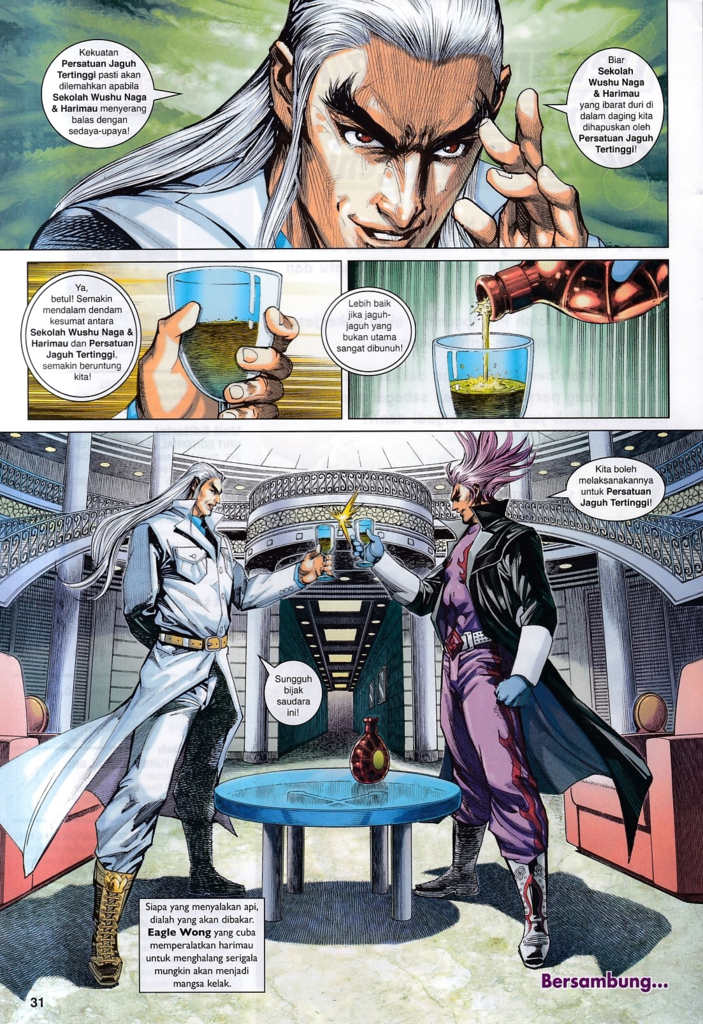 Kekuatan
Persatuan Jaguh
Tertinggi pasti akan
dilemahkan apabila
Sekolah Wushu Naga
& Harimau menyerang
balas dengan
sedaya-upaya!
Biar
Sekolah
Wushu Naga
& Harimau
yang ibarat duri di
dalam daging kita
dihapuskan oleh
Persatuan Jaguh
Tertinggi!
Ya,
betul! Semakin
mendalam dendam
kesumat antara
Sekolah Wushu Naga &
Harimau dan Persatuan
Jaguh Tertinggi,
semakin beruntung
kita!
Lebih baik
jika jaguh-
jaguh yang
bukan utama
sangat dibunuh!
Kita boleh
melaksanakannya
untuk Persatuan
Jaguh Tertinggi!
Sungguh
bijak
saudara
ini!
Siapa yang menyalakan api,
dialah yang akan dibakar.
Eagle Wong yang cuba
memperalatkan harimau
untuk menghalang serigala
mungkin akan menjadi
mangsa kelak.
Bersambung...
31